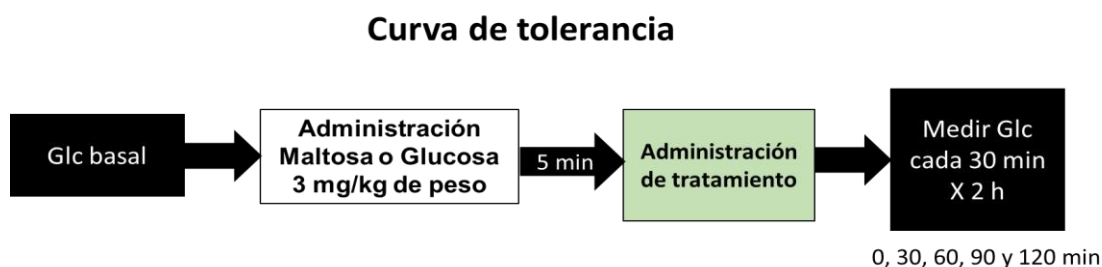 Curva de tolerancia
Glc basal
Administración
Maltosa o Glucosa
3 mg/kg de peso
5 min
Administración
de tratamiento
Medir Glc
cada 30 min
X 2 h
0, 30, 60, 90 y 120 min